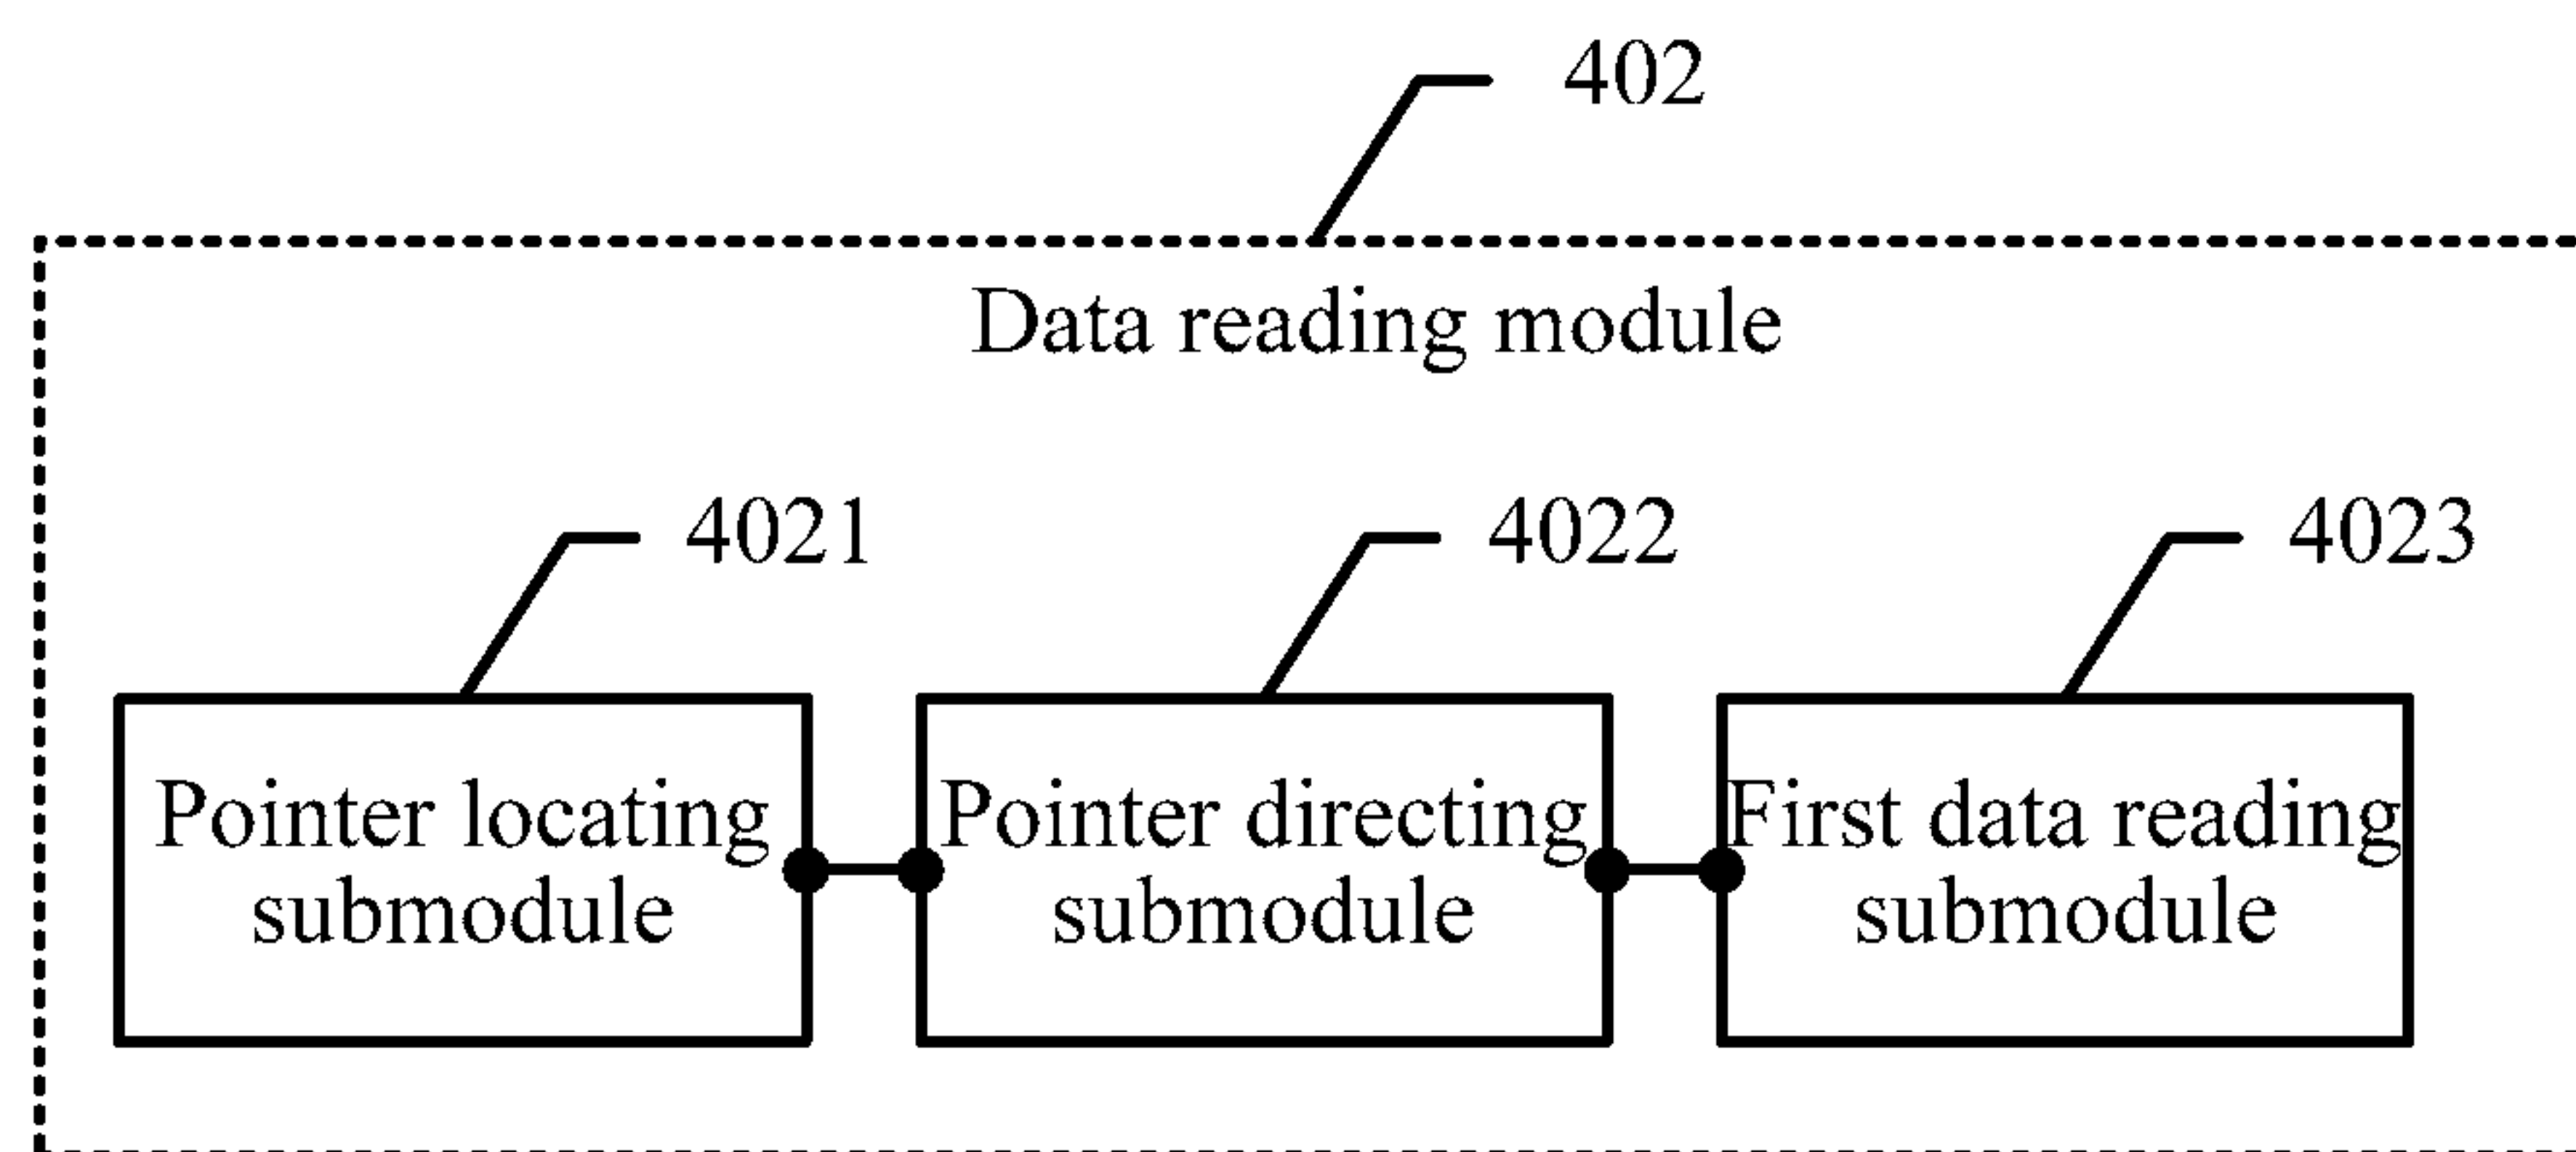 402
Data reading module
4021
4022
4023
Pointer locating
submodule
Pointer directing
submodule
First data reading
submodule